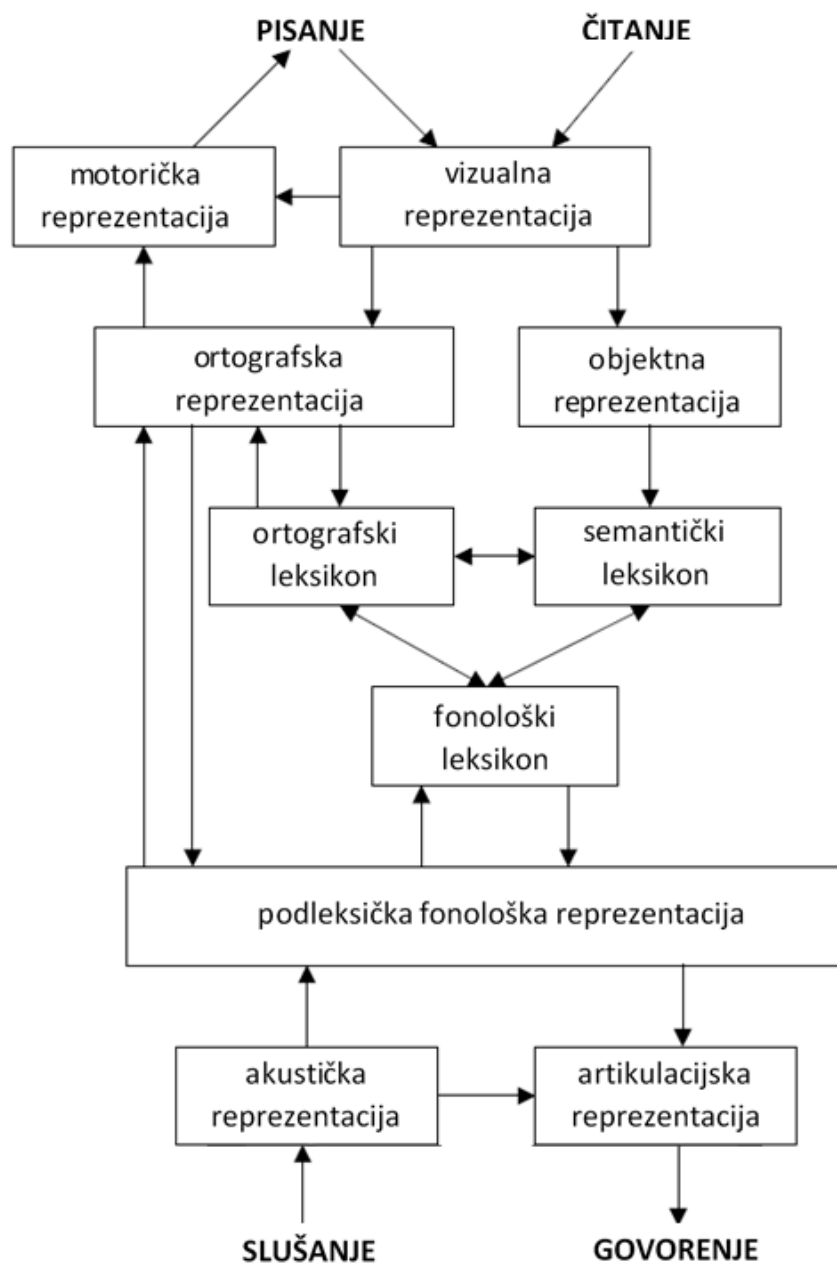 PISANJE
ČITANJE
motorička
reprezentacija
vizualna
reprezentacija
ortografska
reprezentacija
objektna
reprezentacija
ortografski
leksikon
semantički
leksikon
fonološki
leksikon
podleksička fonološka reprezentacija
akustička
reprezentacija
artikulacijska
reprezentacija
SLUŠANJE
GOVORENJE